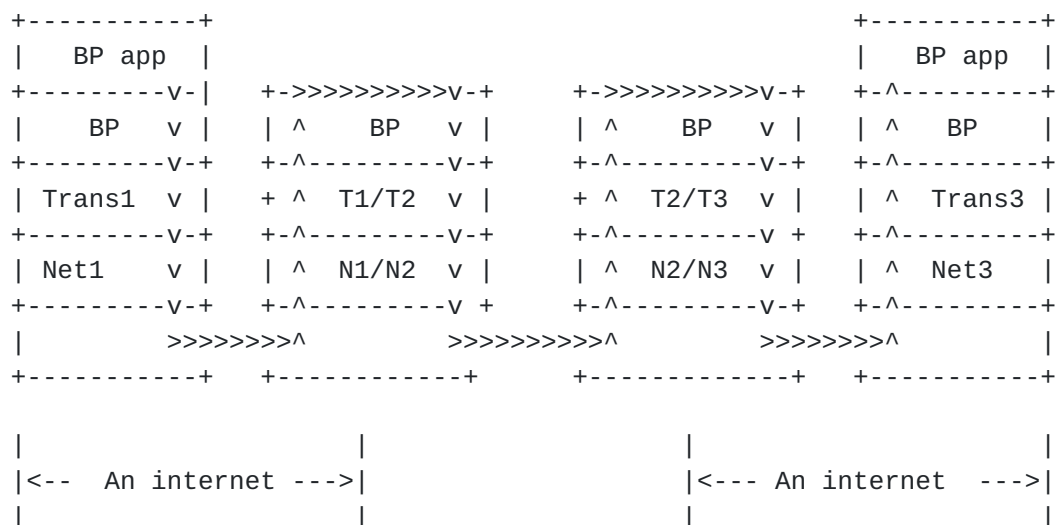 +-----------+                                         +-----------+
|   BP app  |                                         |   BP app  |
+---------v-|   +->>>>>>>>>>v-+     +->>>>>>>>>>v-+   +-^---------+
|    BP   v |   | ^    BP   v |     | ^    BP   v |   | ^   BP    |
+---------v-+   +-^---------v-+     +-^---------v-+   +-^---------+
| Trans1  v |   + ^  T1/T2  v |     + ^  T2/T3  v |   | ^  Trans3 |
+---------v-+   +-^---------v-+     +-^---------v +   +-^---------+
| Net1    v |   | ^  N1/N2  v |     | ^  N2/N3  v |   | ^  Net3   |
+---------v-+   +-^---------v +     +-^---------v-+   +-^---------+
|         >>>>>>>>^         >>>>>>>>>>^         >>>>>>>>^         |
+-----------+   +-------------+     +-------------+   +-----------+
|                     |                    |                      |
|<--  An internet --->|                    |<--- An internet  --->|
|                     |                    |                      |